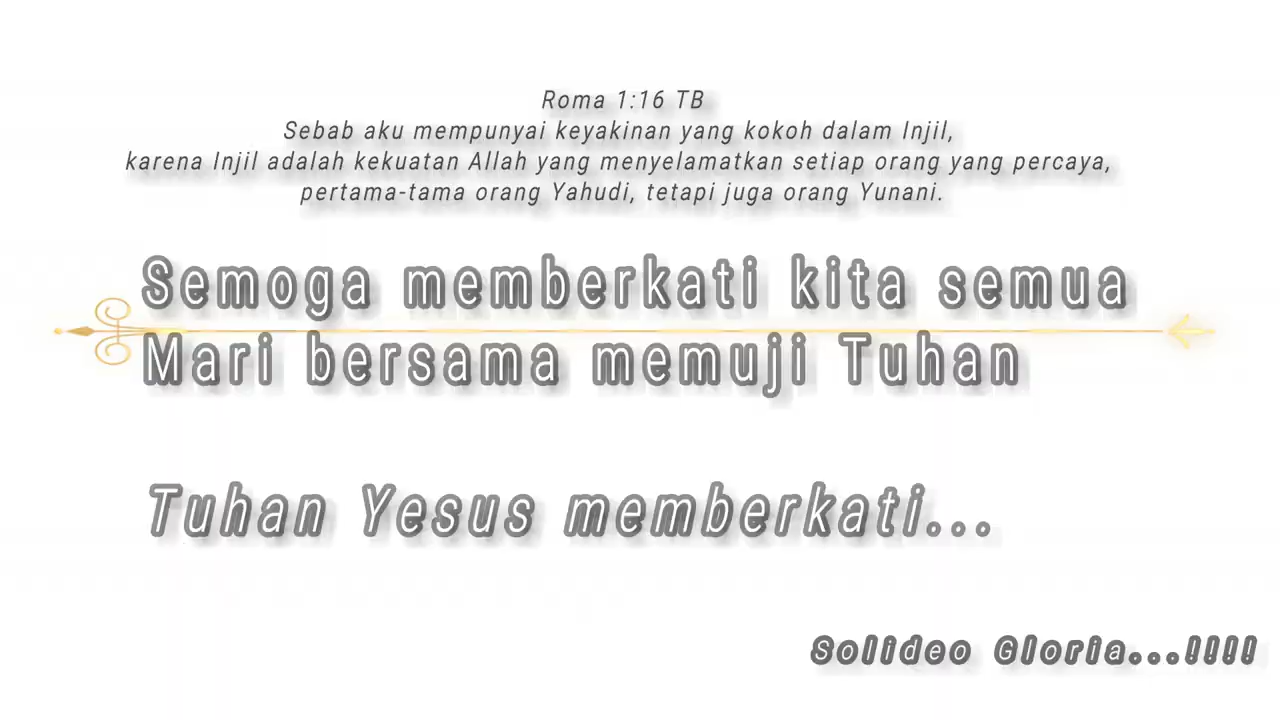 Roma 1:16 TB
Sebab aku mempunyai keyakinan yang kokoh dalam Injil,
karena Injil adalah kekuatan Allah yang menyelamatkan setiap orang yang percaya,
pertama-tama orang Yahudi, tetapi juga orang Yunani.
Semoga memberkati kita semua
Mari bersama memuji Tuhan
Tuhan Yesus memberkati...
Solideo Gloria...!!!!